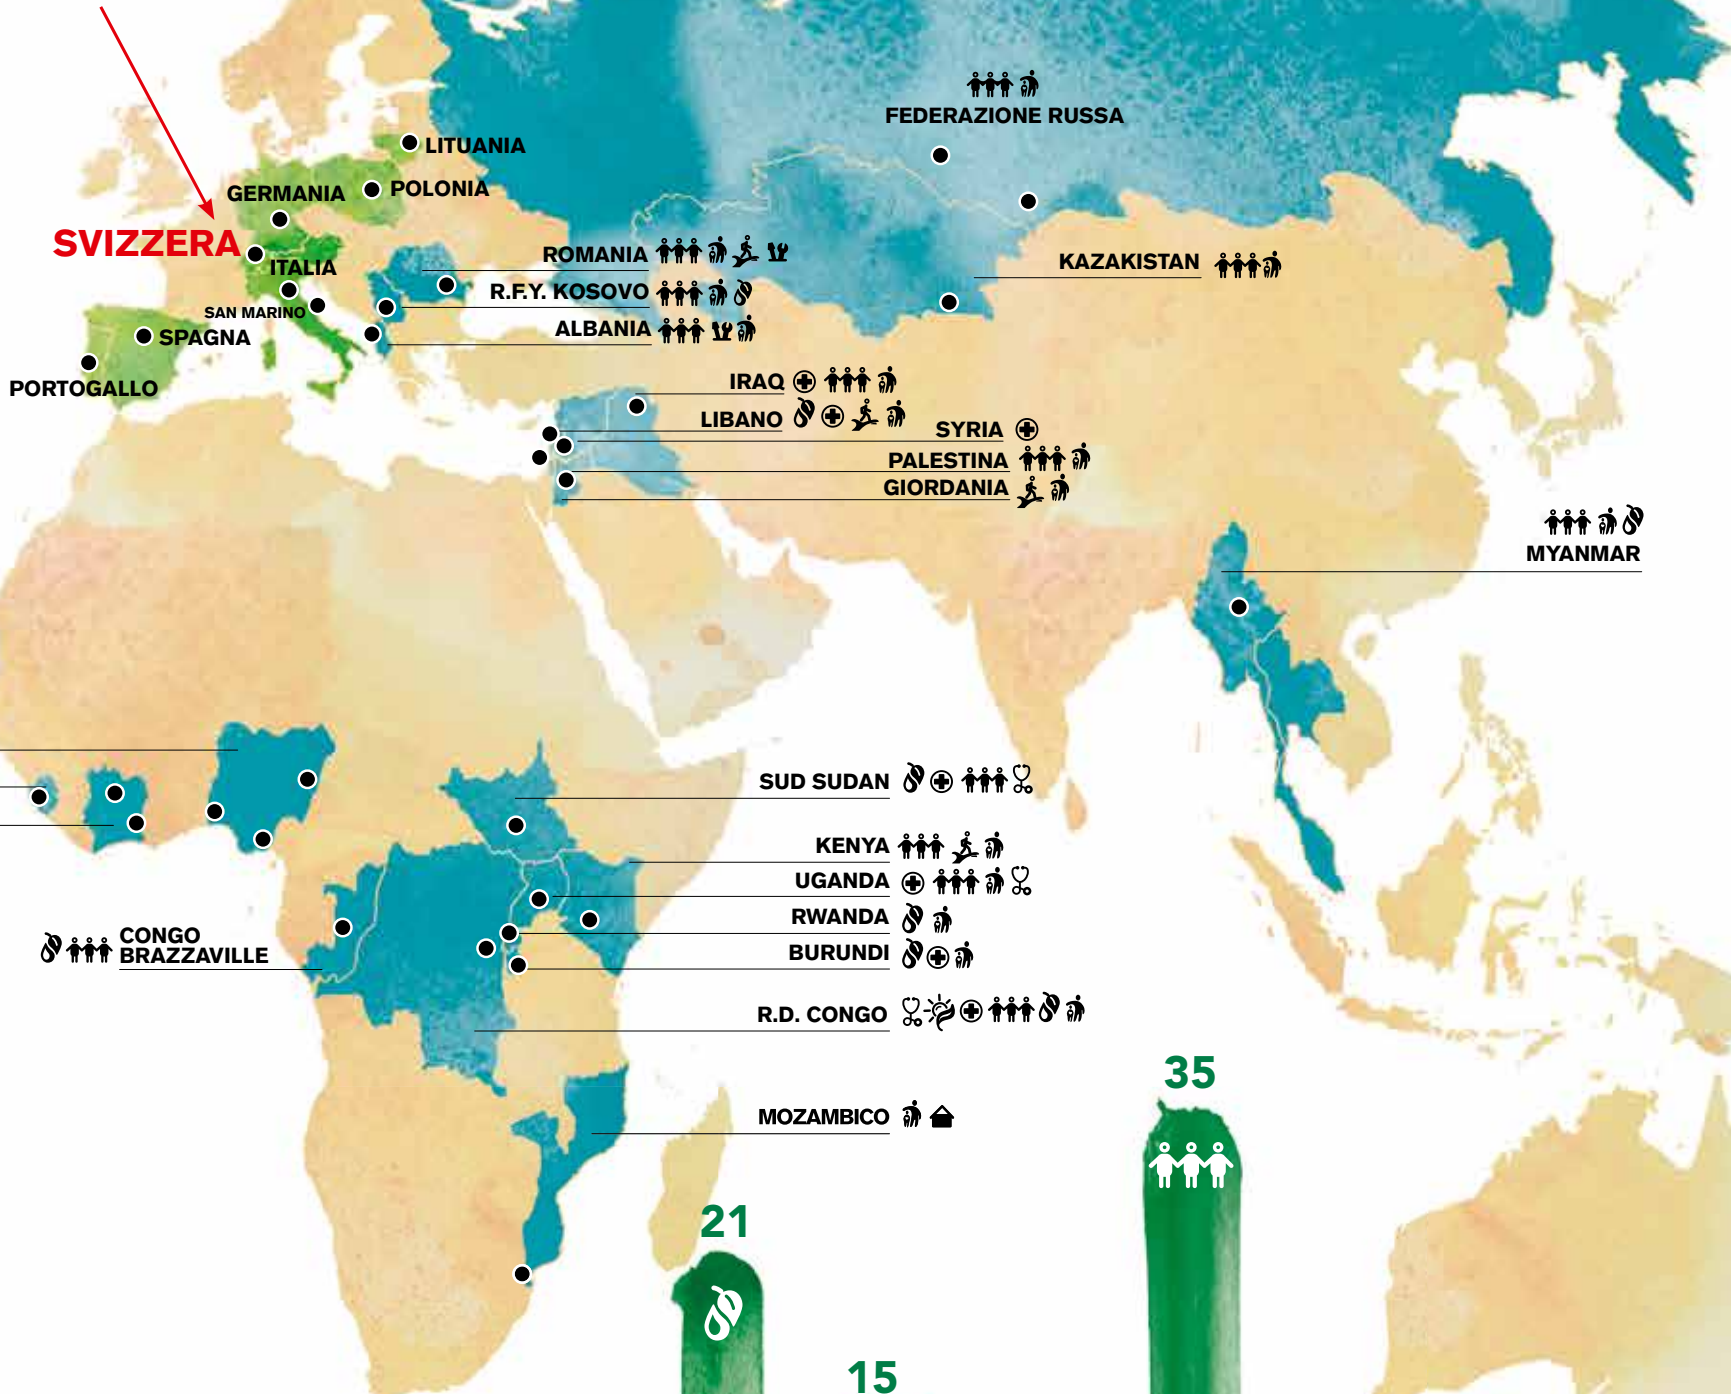 FEDERAZIONE RUSSA
LITUANIA
GERMANIA
POLONIA
SVIZZERA
ITALIA
ROMANIA
KAZAKISTAN
R.F.Y. KOSOVO
SAN MARINO
ALBANIA
SPAGNA
PORTOGALLO
IRAQ
LIBANO
SYRIA
PALESTINA
GIORDANIA
MYANMAR
SUD SUDAN
KENYA
UGANDA
RWANDA
CONGO
BRAZZAVILLE
BURUNDI
R.D. CONGO
35
MOZAMBICO
21
15